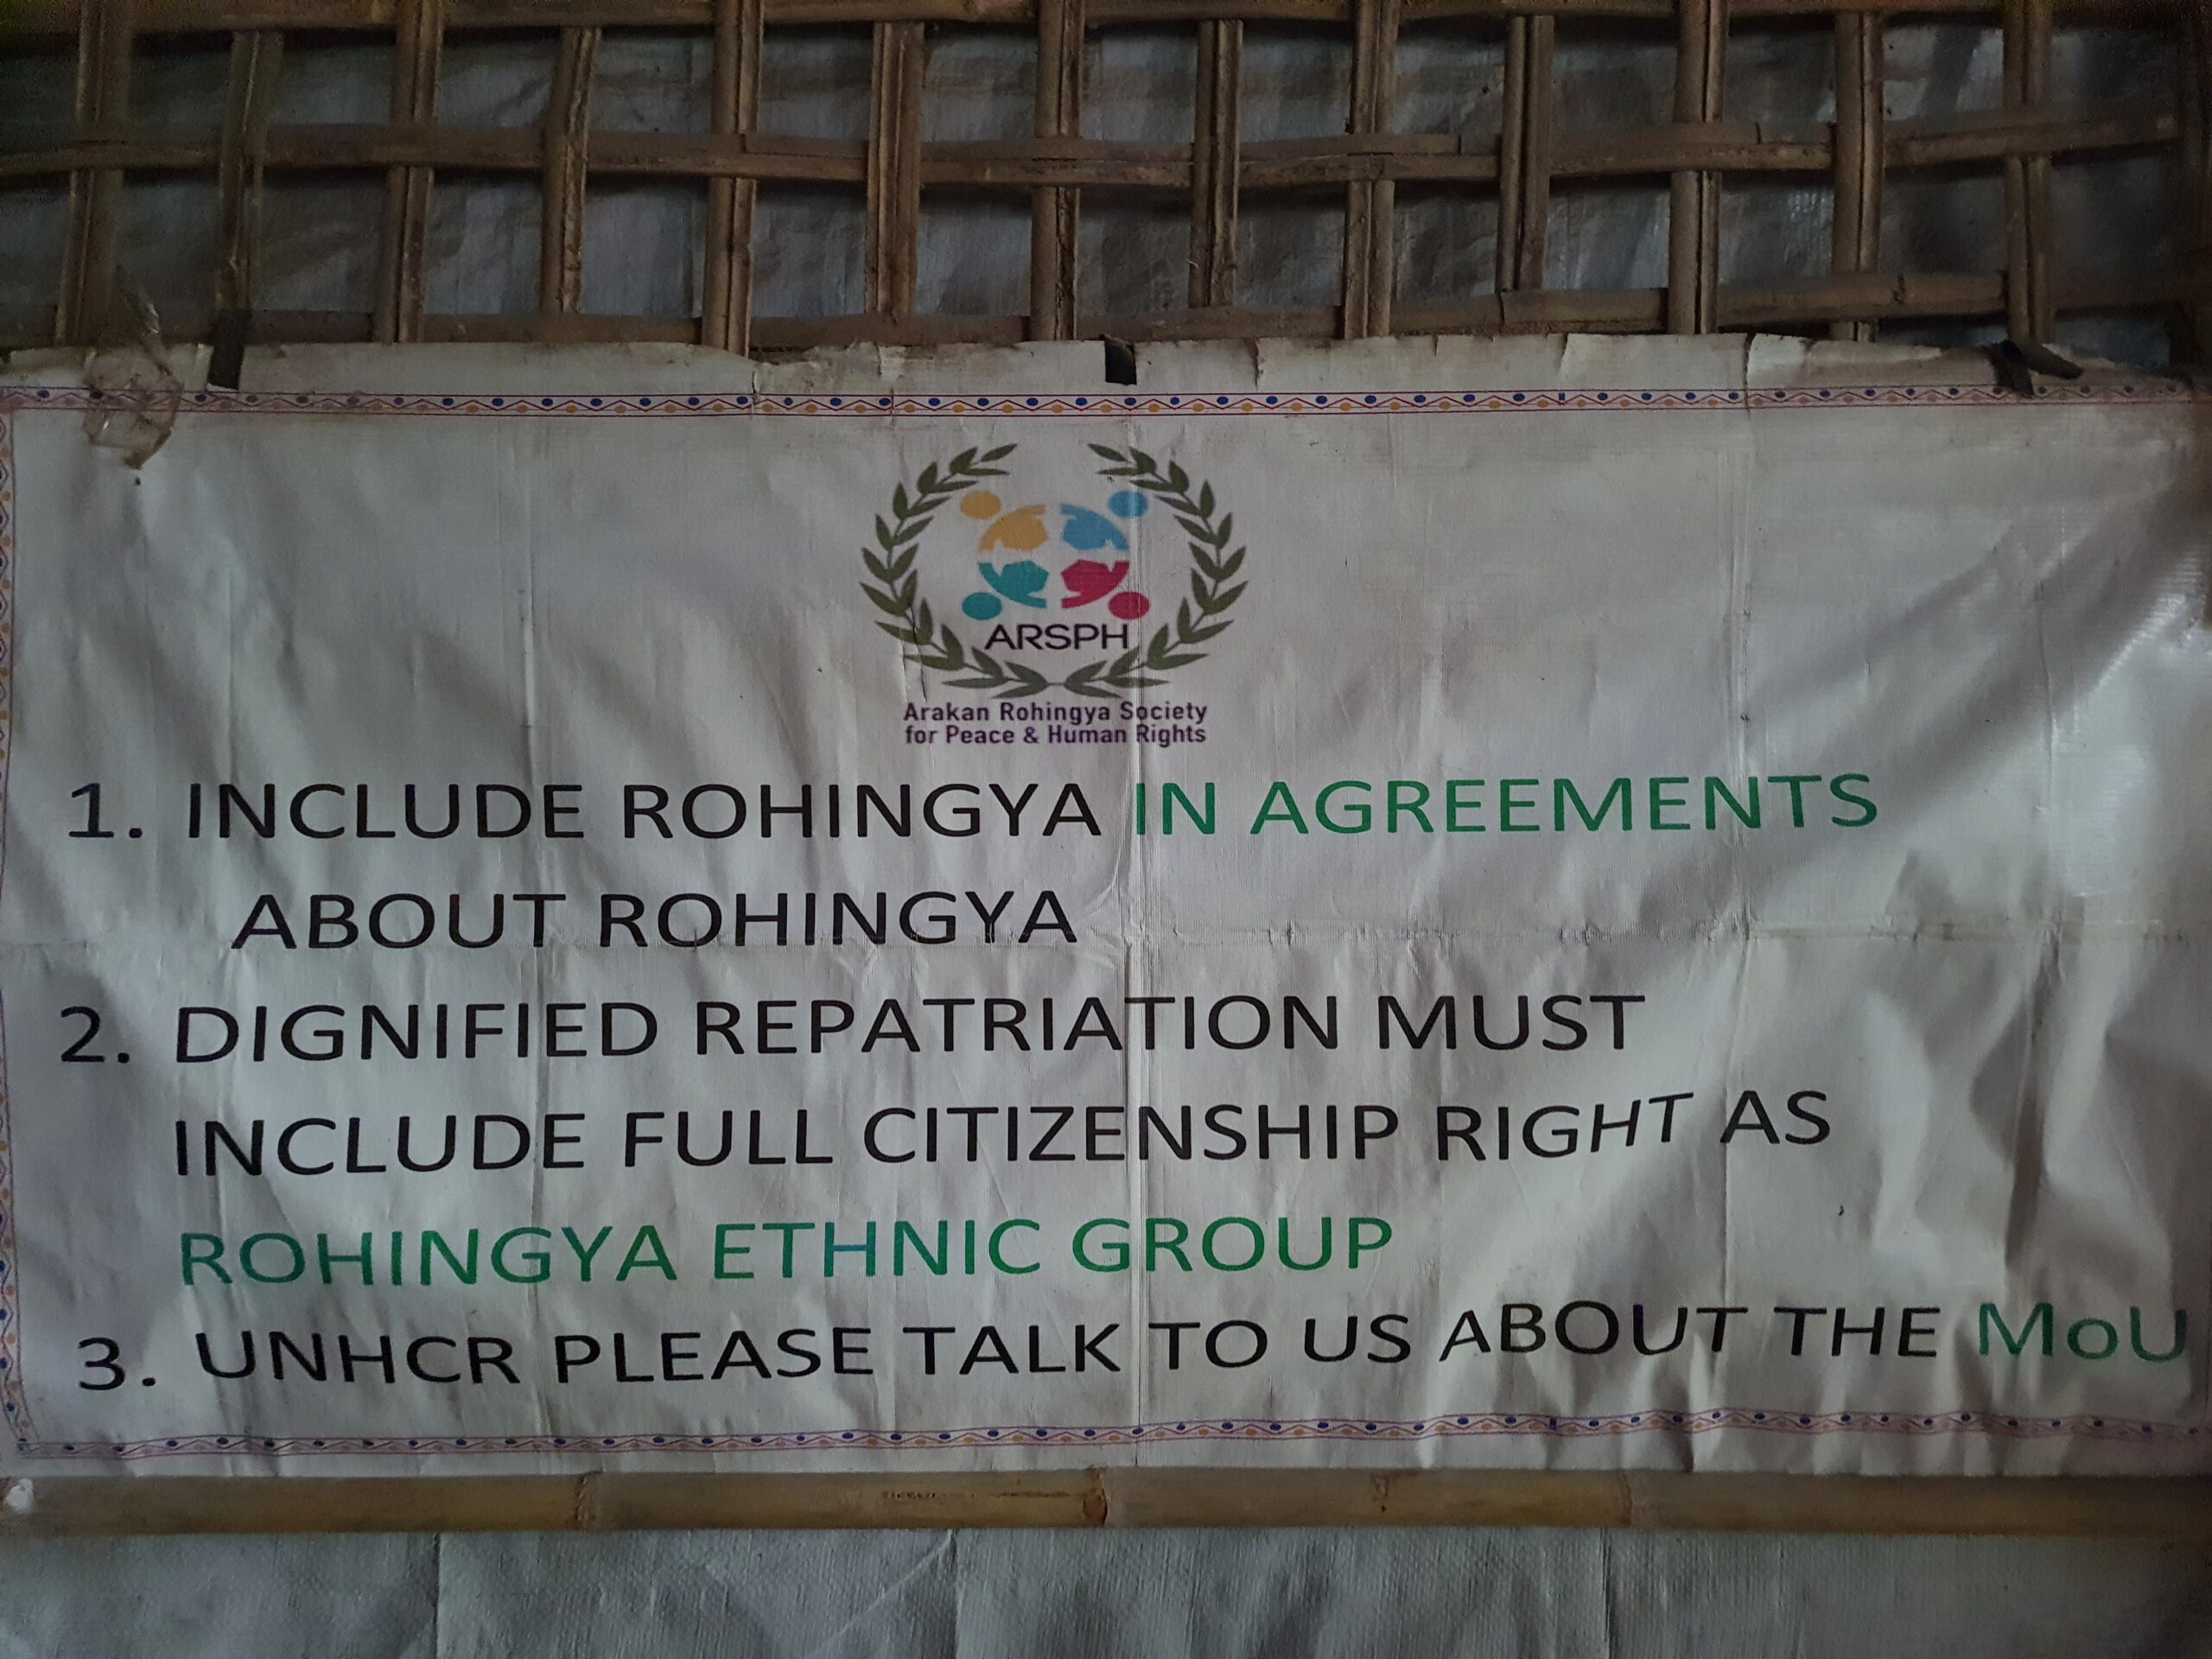 ARSPH
Arakan Rohingya Society
for Peace & Human Rights
1. INCLUDE ROHINGYA IN AGREEMENTS
ABOUT ROHINGYA
2. DIGNIFIED REPATRIATION MUST
INCLUDE FULL CITIZENSHIP RIGHT AS
ROHINGYA ETHNIC GROUP
3. UNHCR PLEASE TALK TO US ABOUT THE MoU